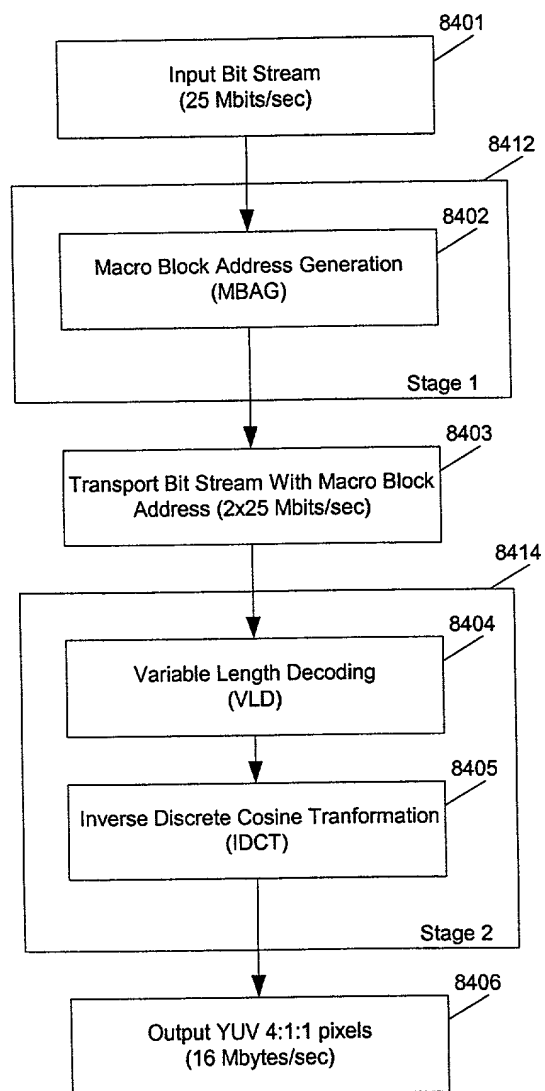 8401
Input Bit Stream
(25 Mbits/sec)
8412
8402
Macro Block Address Generation
(MBAG)
Stage 1
8403
Transport Bit Stream With Macro Block
Address (2x25 Mbits/sec)
8414
8404
Variable Length Decoding
(VLD)
8405
Inverse Discrete Cosine Tranformation
(IDCT)
Stage 2
8406
Output YUV 4:1:1 pixels
(16 Mbytes/sec)